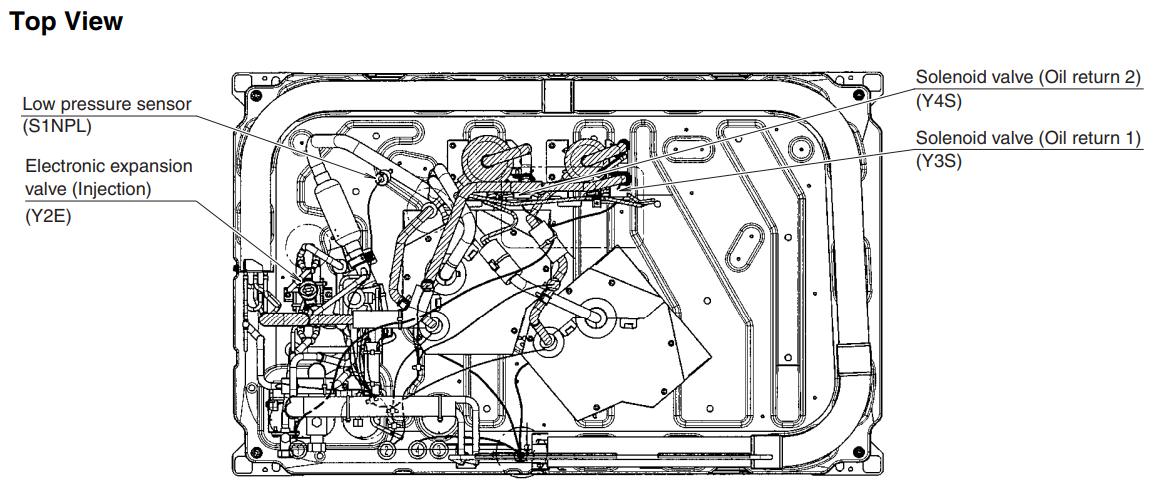 Top View
Low pressure sensor
(S1NPL)
Electronic expansion
valve (Injection)
(Y2E)
Solenoid valve (Oil return 2)
(Y4S)
Solenoid valve (Oil return 1)
(Y3S)